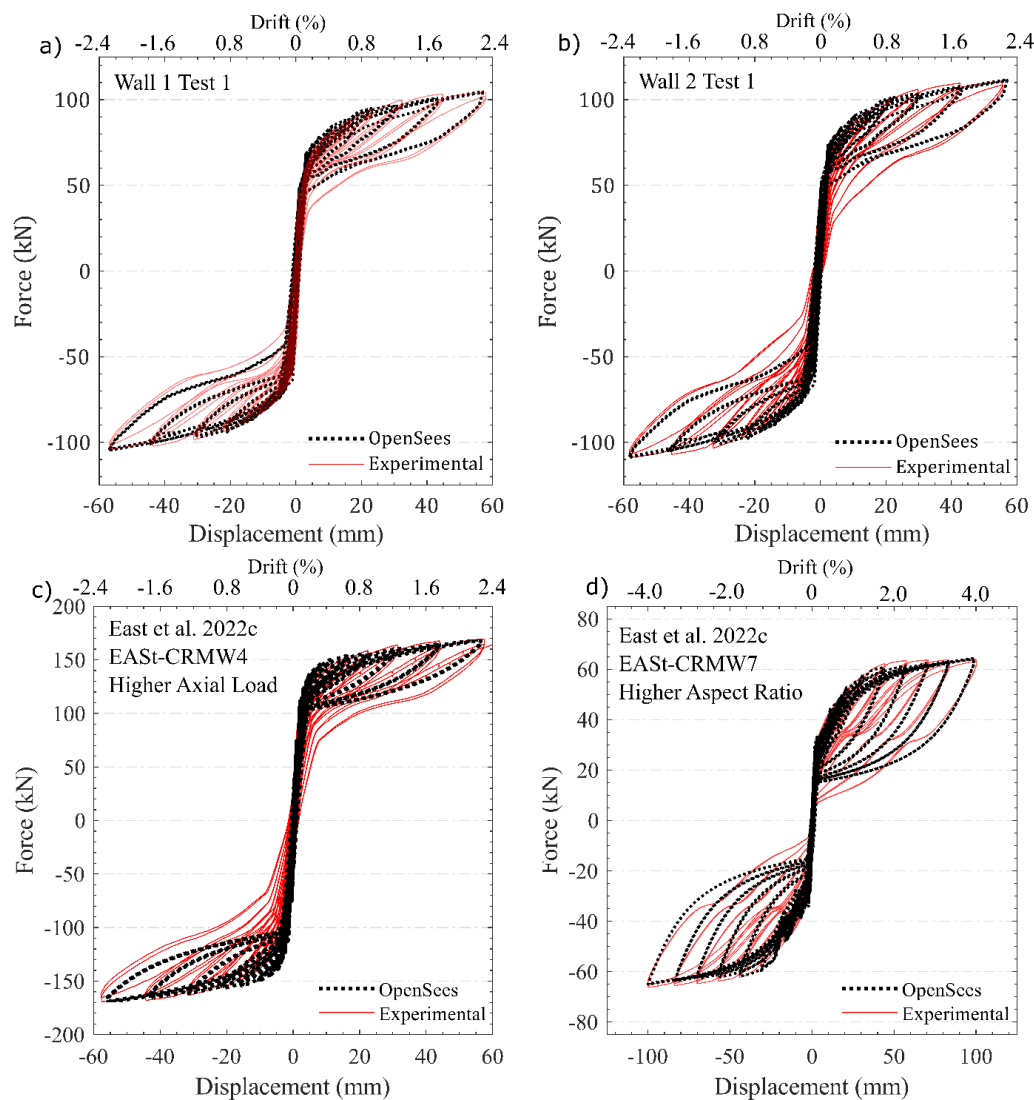 a)
Drift (%)
-2.4 -1.6 -0.8 0 0.8 1.6 2.4
Wall 1 Test 1
Force (kN)
100
50
0
-50
-100
OpenSees
Experimental
-60 -40 -20 0 20 40 60
Displacement (mm)
b)
Drift (%)
-2.4 -1.6 0.8 0 0.8 1.8 2.4
Wall 2 Test 1
Force (kN)
100
50
0
-50
-100
OpenSees
Experimental
-60 -40 -20 0 20 40 60
Displacement (mm)
c)
Drift (%)
-2.4 -1.6 -0.8 0 0.8 1.6 2.4
East et al. 2022c
EASt-CRMW4
Higher Axial Load
Force (kN)
200
150
100
50
0
-50
-100
-150
-200
OpenSees
Experimental
-60 -40 -20 0 20 40 60
Displacement (mm)
d)
Drift (%)
-4.0 -2.3 0 2.3 4.0
East et al. 2022c
EASt-CRMW7
Higher Aspect Ratio
Force (kN)
80
60
40
20
0
-20
-40
-60
-80
OpenSees
Experimental
-100 -50 0 50 100
Displacement (mm)